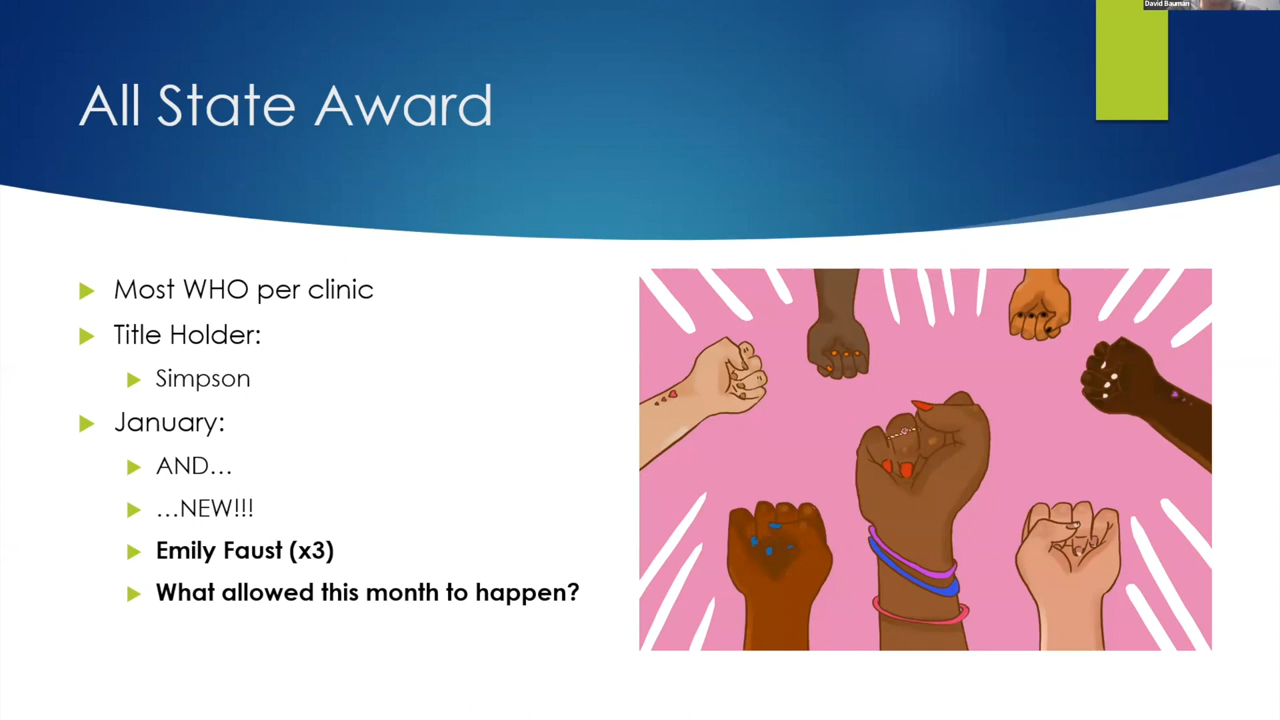 David Bauman
All State Award
Most WHO per clinic
Title Holder:
Simpson
January:
AND…
…NEW!!!
Emily Faust (x3)
What allowed this month to happen?